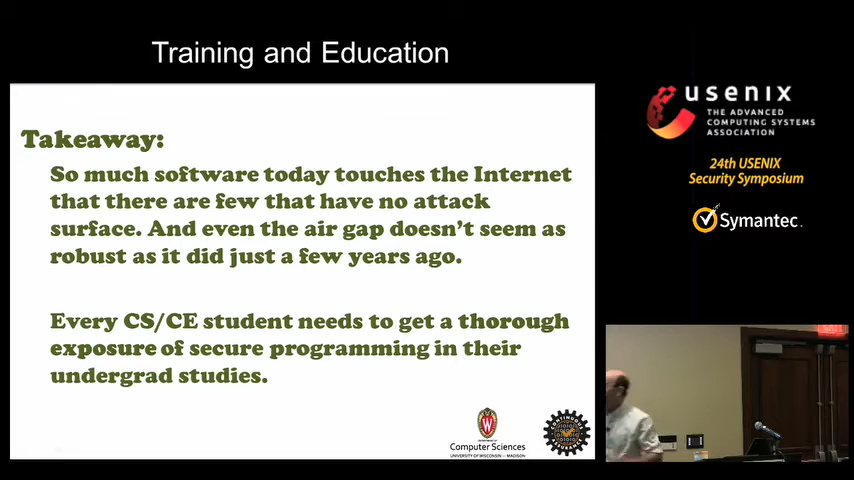 Training and Education
Takeaway:
So much software today touches the Internet
that there are few that have no attack
surface. And even the air gap doesn't seem as
robust as it did just a few years ago.
Every CS/CE student needs to get a thorough
exposure of secure programming in their
undergrad studies.
Computer Sciences
UNIVERSITY OF WISCONSIN – MADISON
usenix
THE ADVANCED
COMPUTING SYSTEMS
ASSOCIATION
24th USENIX
Security Symposium
Symantec.